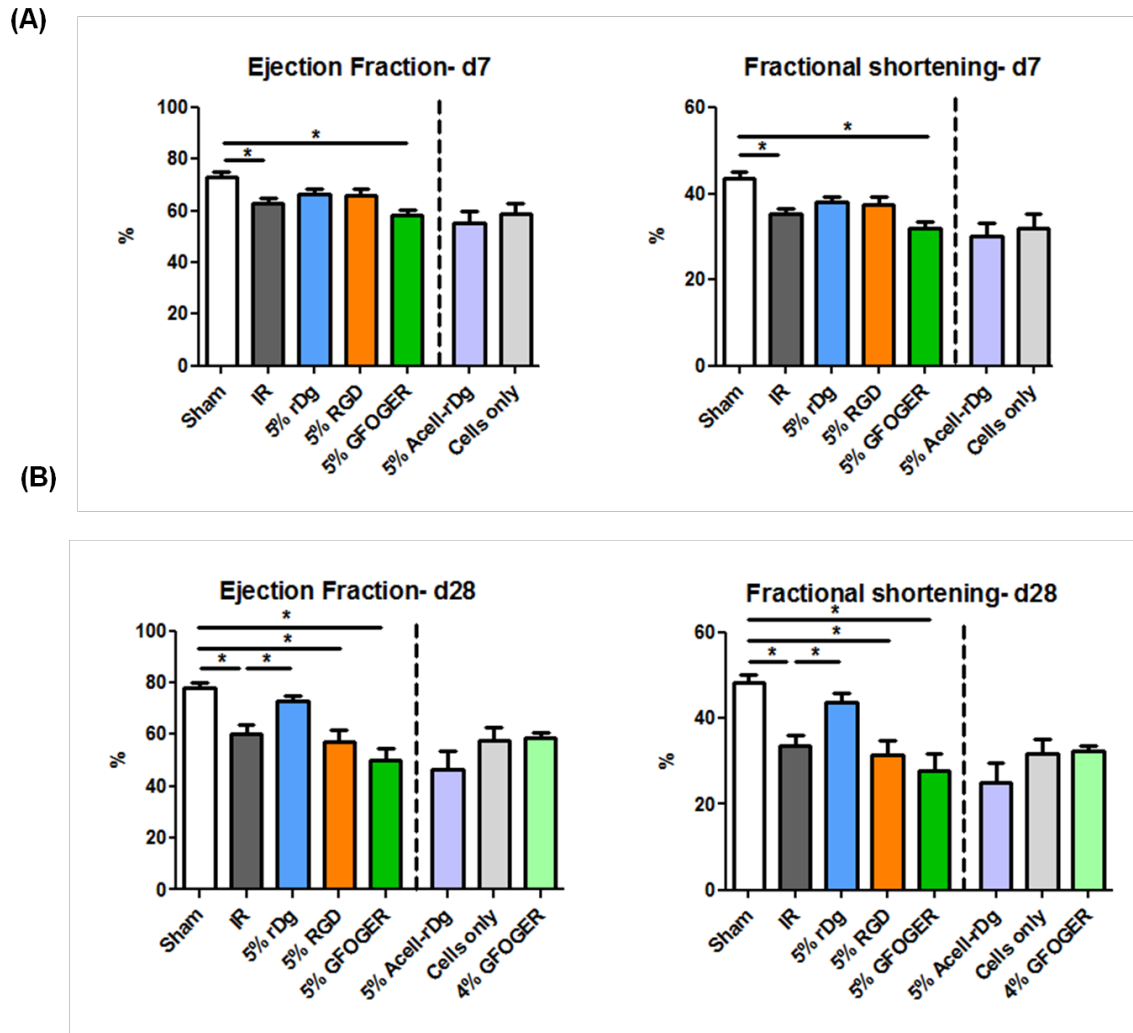 (A)
Ejection Fraction- d7
100
80
60
40
20
0
%
*
*
Sham
IR
5% rDg
5% RGD
5% GFOGER
5% Acell-rDg
Cells only
Fractional shortening- d7
60
40
20
0
%
*
*
Sham
IR
5% rDg
5% RGD
5% GFOGER
5% Acell-rDg
Cells only
(B)
Ejection Fraction- d28
100
80
60
40
20
0
%
*
*
*
*
Sham
IR
5% rDg
5% RGD
5% GFOGER
5% Acell-rDg
Cells only
4% GFOGER
Fractional shortening- d28
60
40
20
0
%
*
*
*
*
Sham
IR
5% rDg
5% RGD
5% GFOGER
5% Acell-rDg
Cells only
4% GFOGER